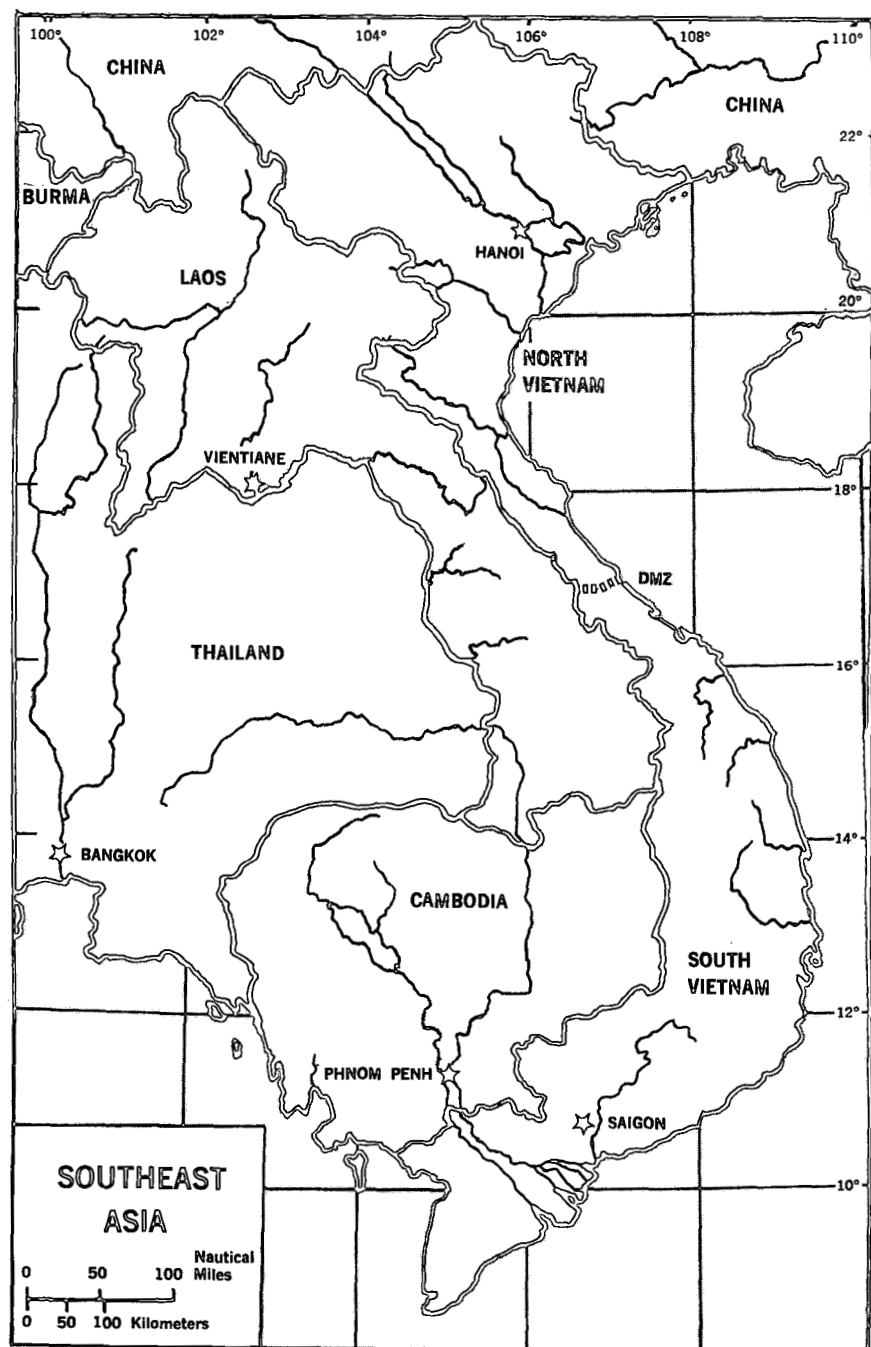 100° 102° 104° 106° 108° 110°
CHINA
CHINA
22°
BURMA
HANOI
LAOS
20°
NORTH
VIETNAM
VIENTIANE
18°
DMZ
THAILAND
16°
14°
BANGKOK
CAMBODIA
SOUTH
VIETNAM
12°
PHNOM PENH
SAIGON
10°
SOUTHEAST
ASIA
0 50 100 Nautical
Miles
0 50 100 Kilometers